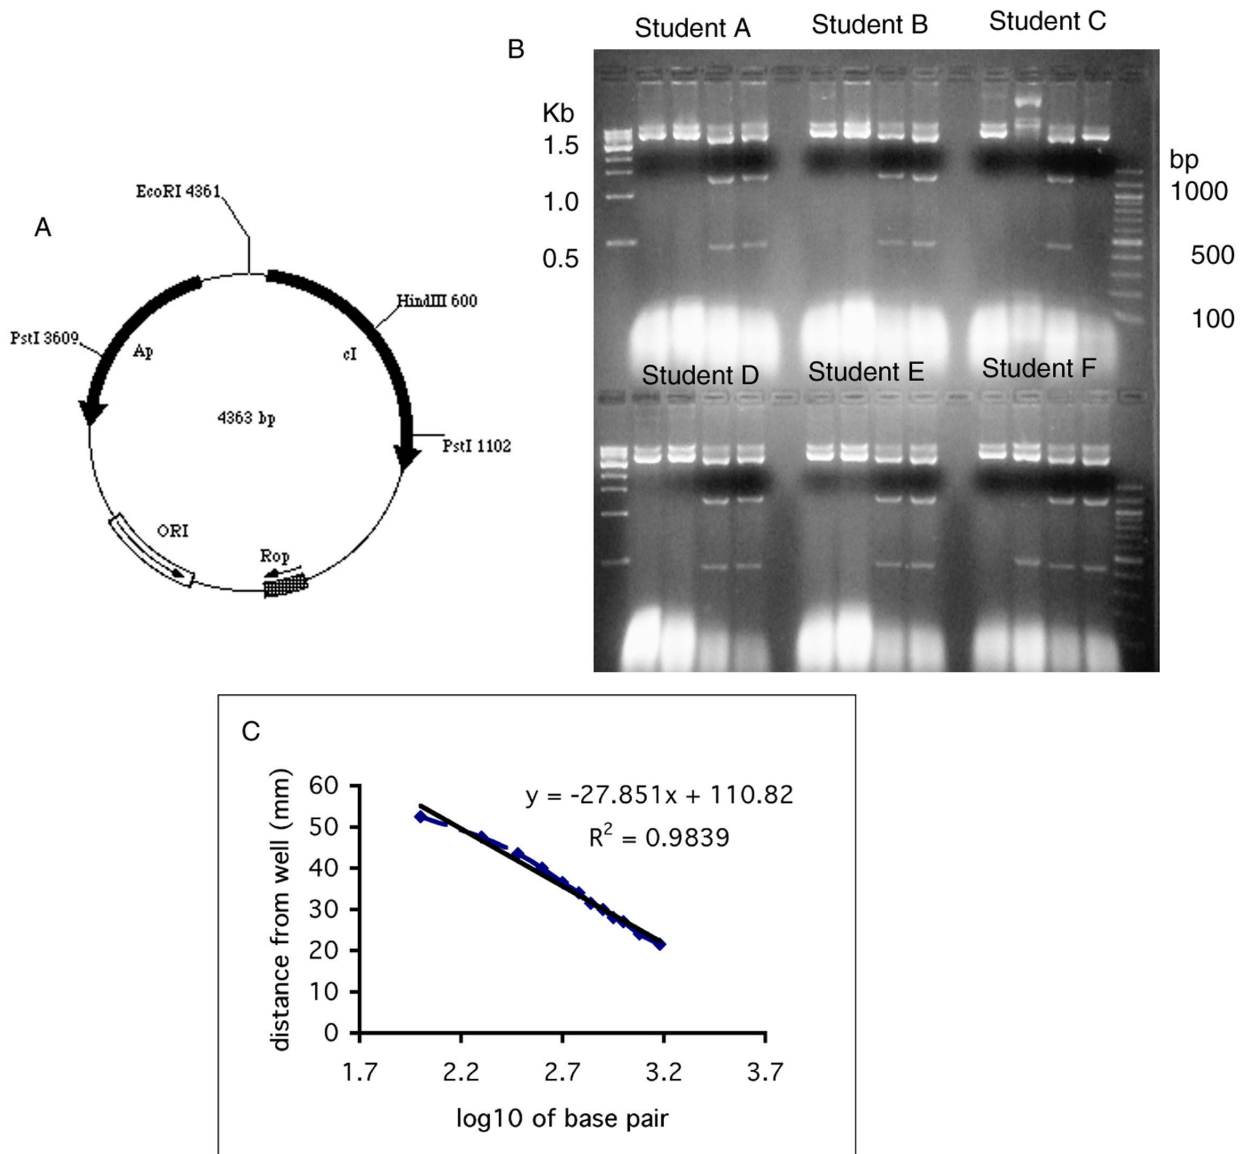 A
EcoRI 4361
HindIII 600
PstI 3609
Ap
cI
4363 bp
PstI 1102
ORI
Rop
B
Student A
Student B
Student C
Kb
1.5
1.0
0.5
bp
1000
500
100
Student D
Student E
Student F
C
distance from well (mm)
60
50
40
30
20
10
0
y = -27.851x + 110.82
R² = 0.9839
1.7
2.2
2.7
3.2
3.7
log10 of base pair